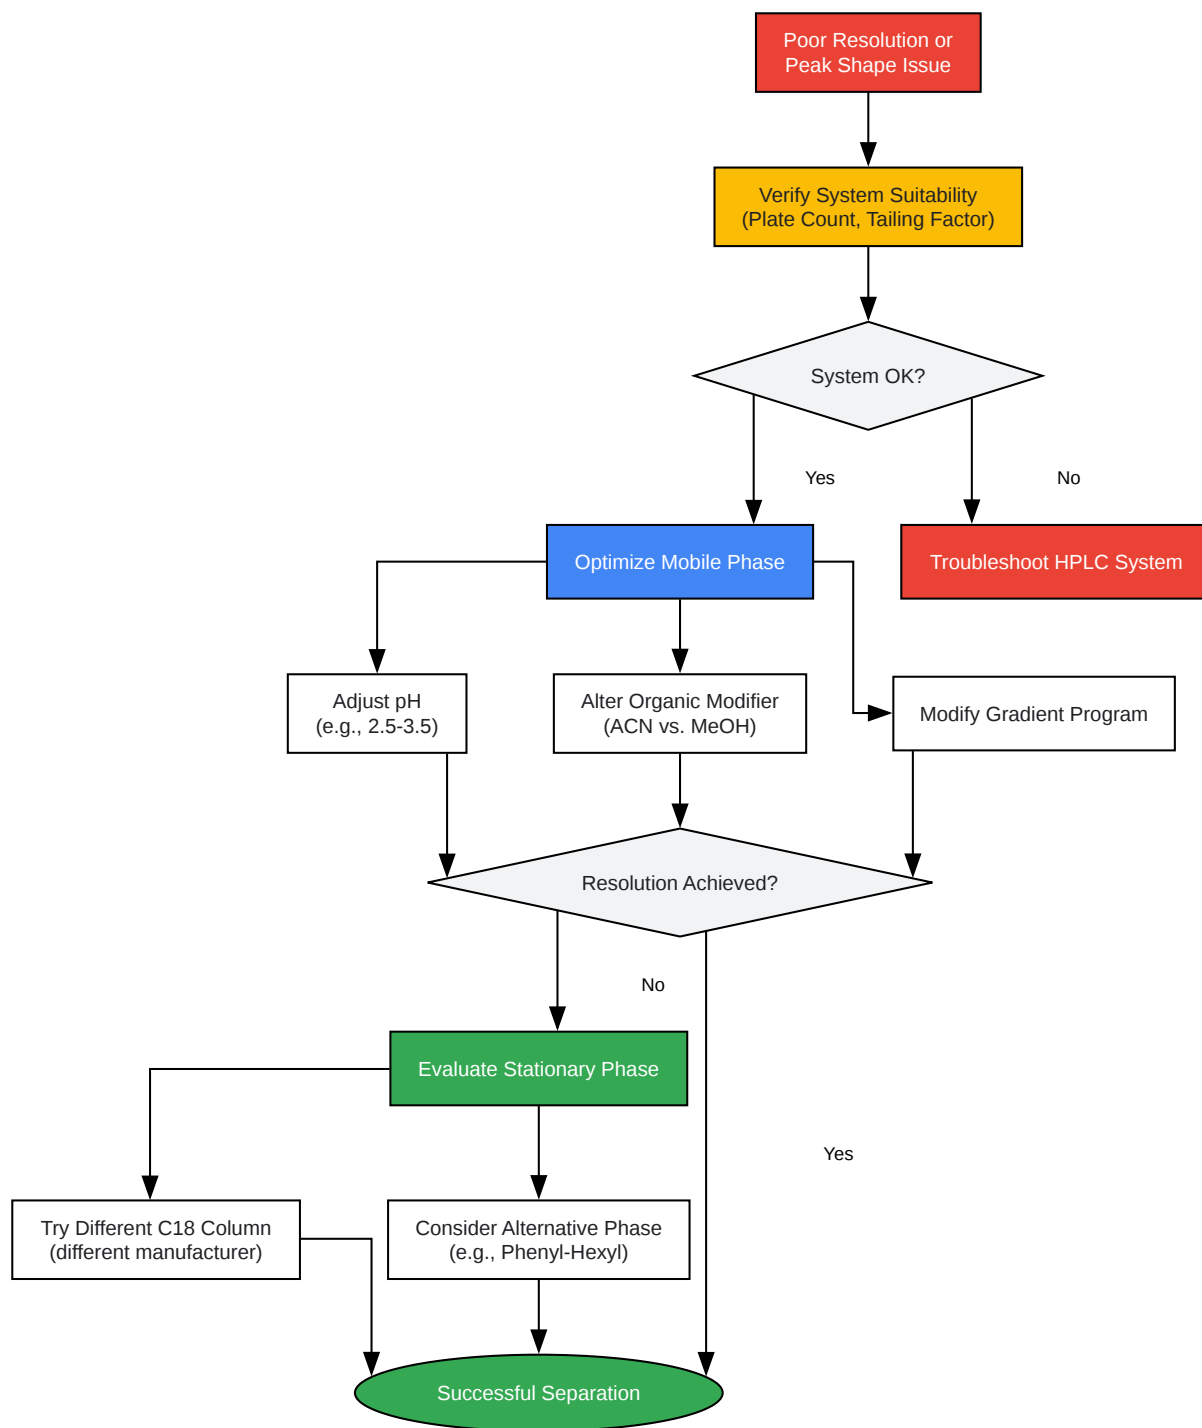 Poor Resolution or
Peak Shape Issue
Verify System Suitability
(Plate Count, Tailing Factor)
System OK?
Yes
No
Optimize Mobile Phase
Troubleshoot HPLC System
Adjust pH
(e.g., 2.5-3.5)
Alter Organic Modifier
(ACN vs. MeOH)
Modify Gradient Program
Resolution Achieved?
No
Evaluate Stationary Phase
Yes
Try Different C18 Column
(different manufacturer)
Consider Alternative Phase
(e.g., Phenyl-Hexyl)
Successful Separation